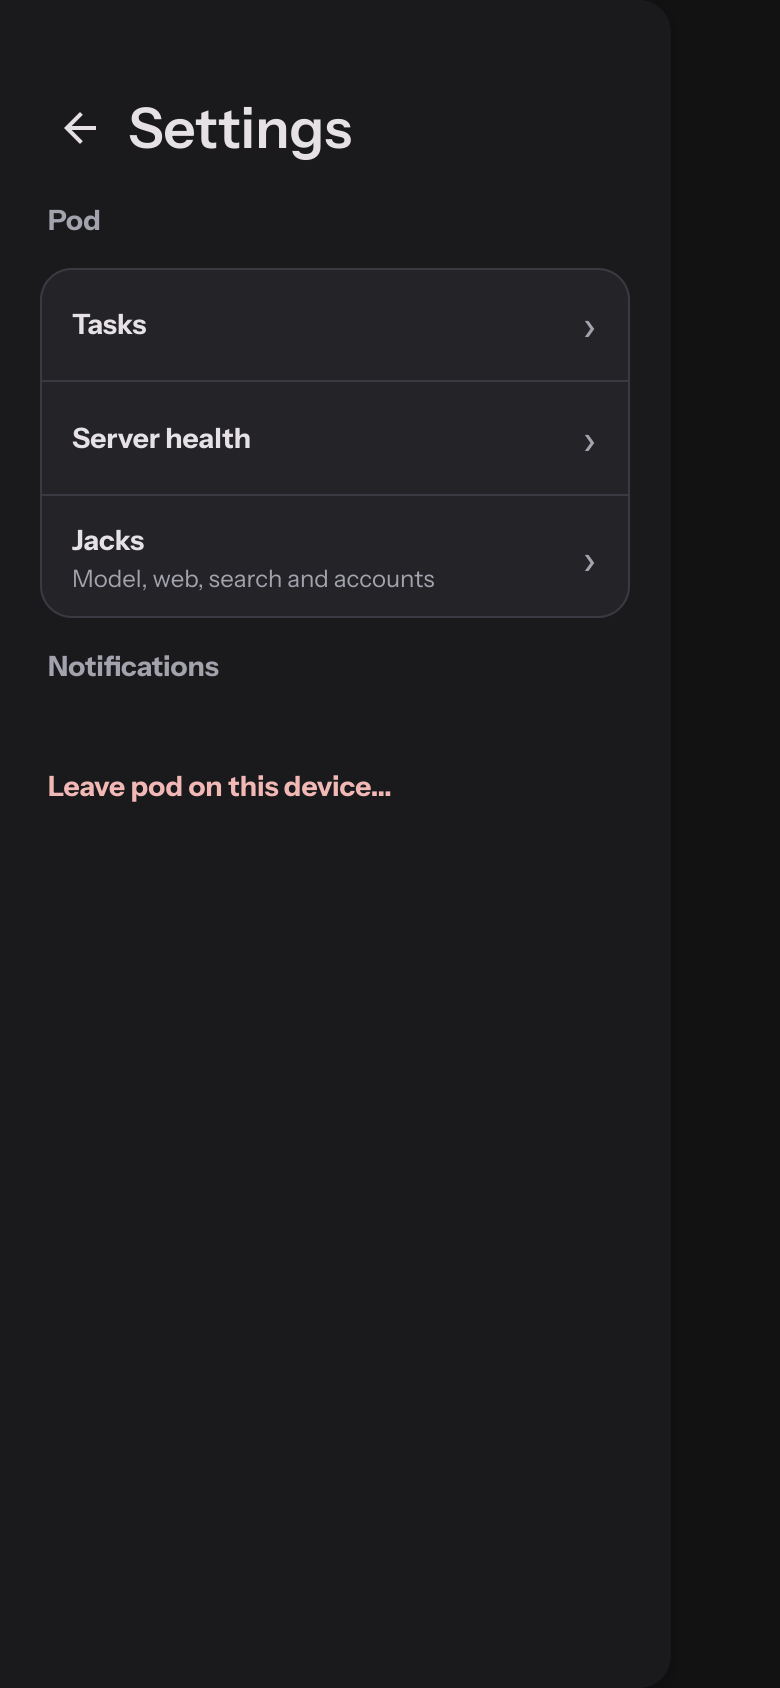 Settings
Pod
Tasks
Server health
Jacks
Model, web, search and accounts
Notifications
Leave pod on this device...